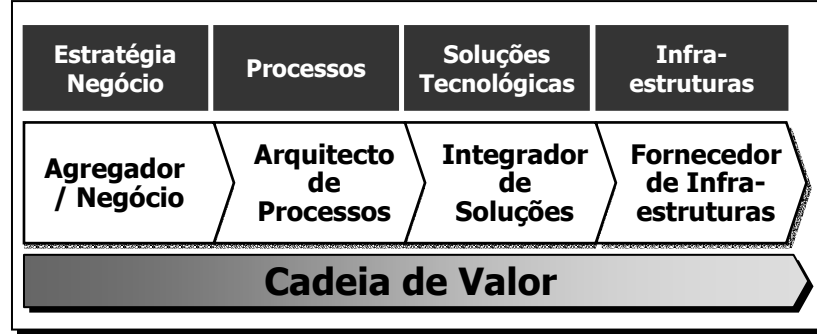 Estratégia
Negócio
Processos
Soluções
Tecnológicas
Infra-
estruturas
Agregador
/ Negócio
Arquitecto
de
Processos
Integrador
de
Soluções
Fornecedor
de Infra-
estruturas
Cadeia de Valor